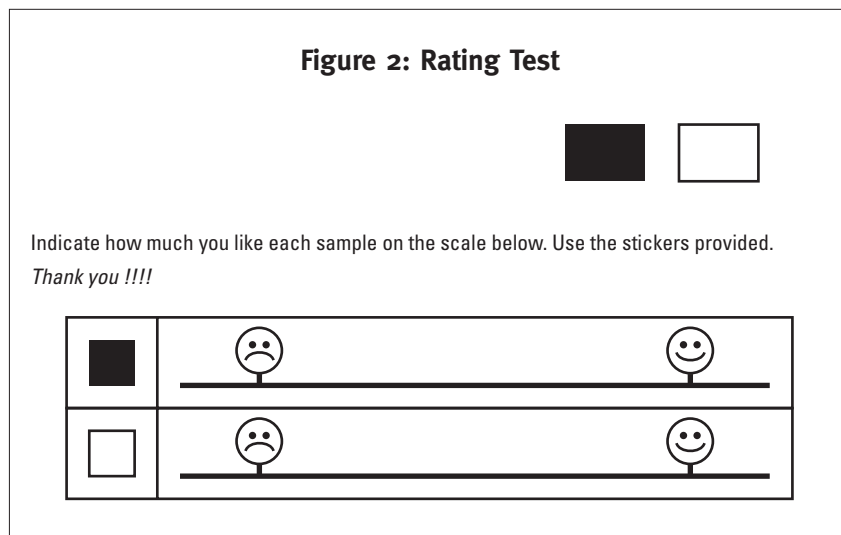 Figure 2: Rating Test
Indicate how much you like each sample on the scale below. Use the stickers provided.
Thank you !!!!